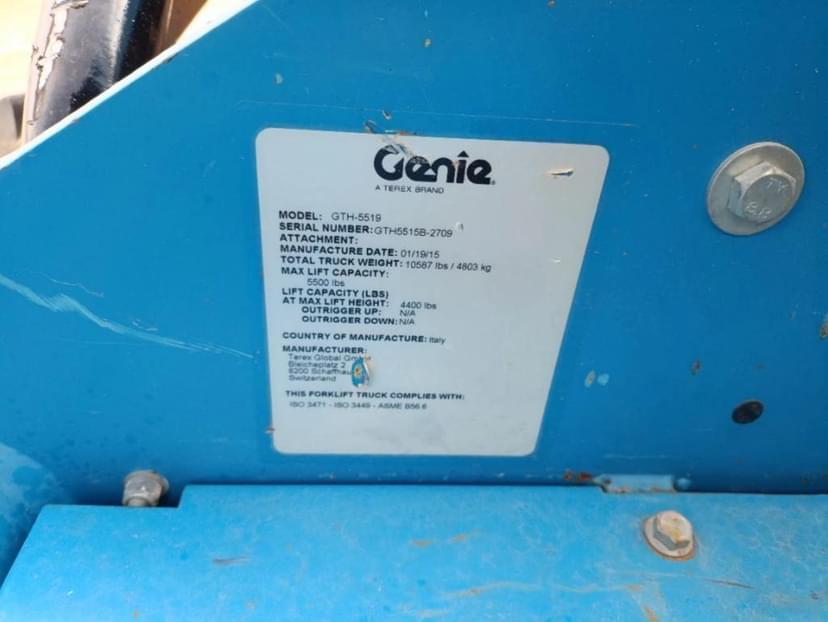 Genie
A TEREX BRAND
MODEL: GTH-5519
SERIAL NUMBER: GTH5515B-2709
ATTACHMENT:
MANUFACTURE DATE: 01/19/15
TOTAL TRUCK WEIGHT: 10587 lbs / 4803 kg
MAX LIFT CAPACITY:
5500 lbs
LIFT CAPACITY (LBS)
AT MAX LIFT HEIGHT: 4400 lbs
OUTRIGGER UP: N/A
OUTRIGGER DOWN: N/A
COUNTRY OF MANUFACTURE: Italy
MANUFACTURER:
Terex Global
Bleicheplatz 2
8200
Switzerland
THIS FORKLIFT TRUCK COMPLIES WITH:
ISO 3471 - ISO 3449 - ASME B56.6
TY
8.8